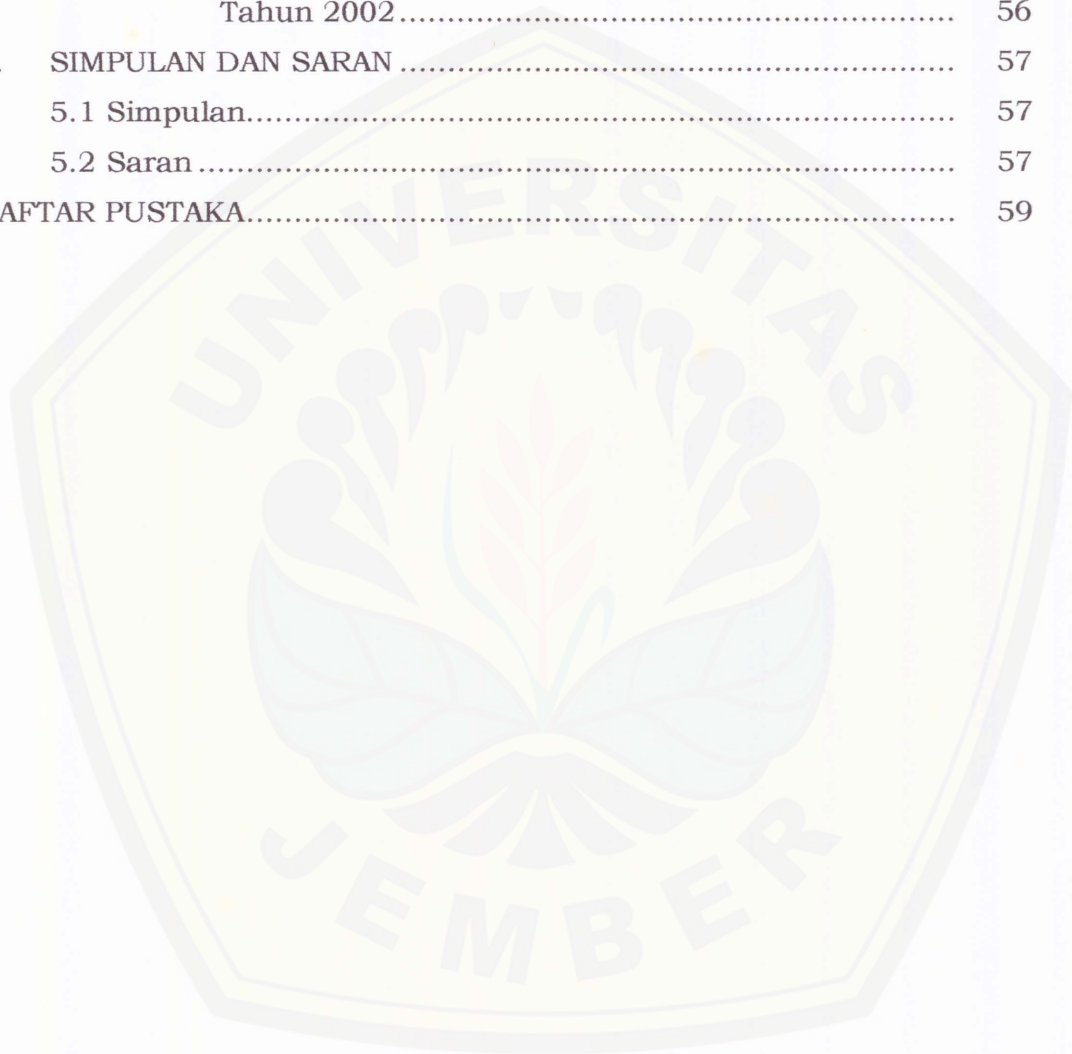 Tahun 2002........................................................ 56
. SIMPULAN DAN SARAN........................................................ 57
5.1 Simpulan........................................................ 57
5.2 Saran........................................................ 57
AFTAR PUSTAKA........................................................ 59
UNIVERSITAS
JEMBER